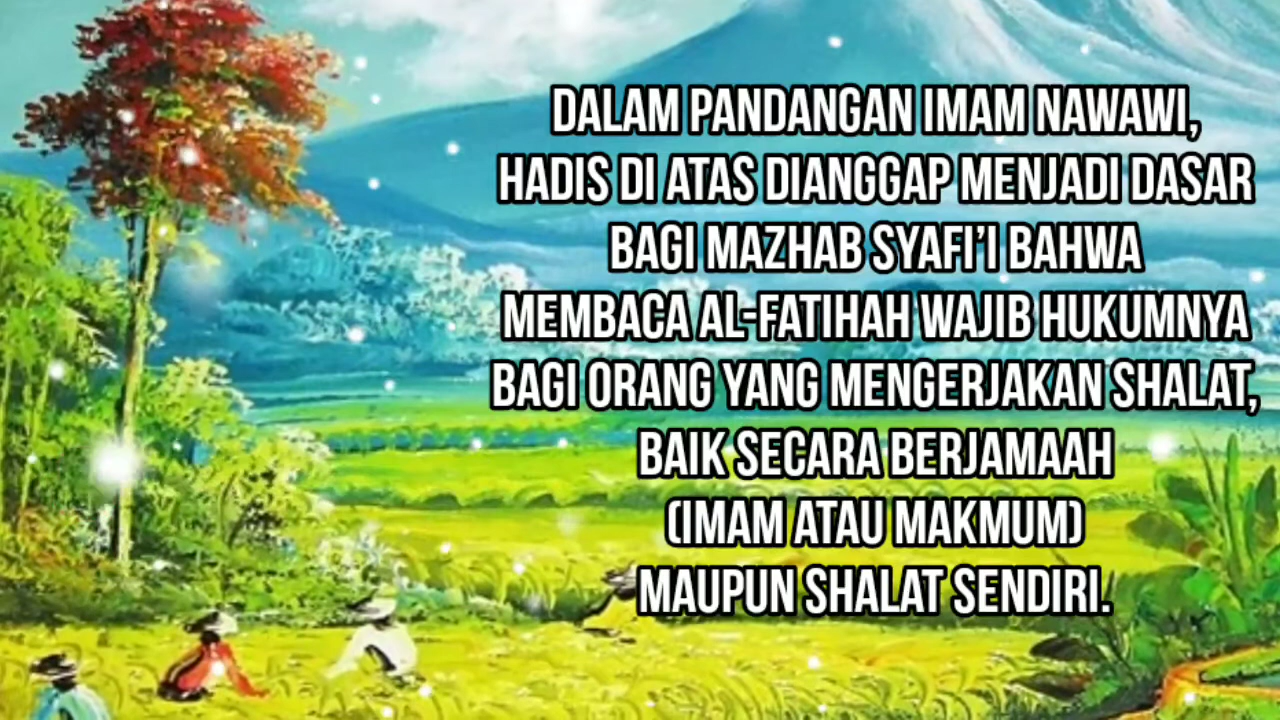 DALAM PANDANGAN IMAM NAWAWI,
HADIS DI ATAS DIANGGAP MENJADI DASAR
BAGI MAZHAB SYAFI'I BAHWA
MEMBACA AL-FATIHAH WAJIB HUKUMNYA
BAGI ORANG YANG MENGERJAKAN SHALAT,
BAIK SECARA BERJAMAAH
(IMAM ATAU MAKMUM)
MAUPUN SHALAT SENDIRI.